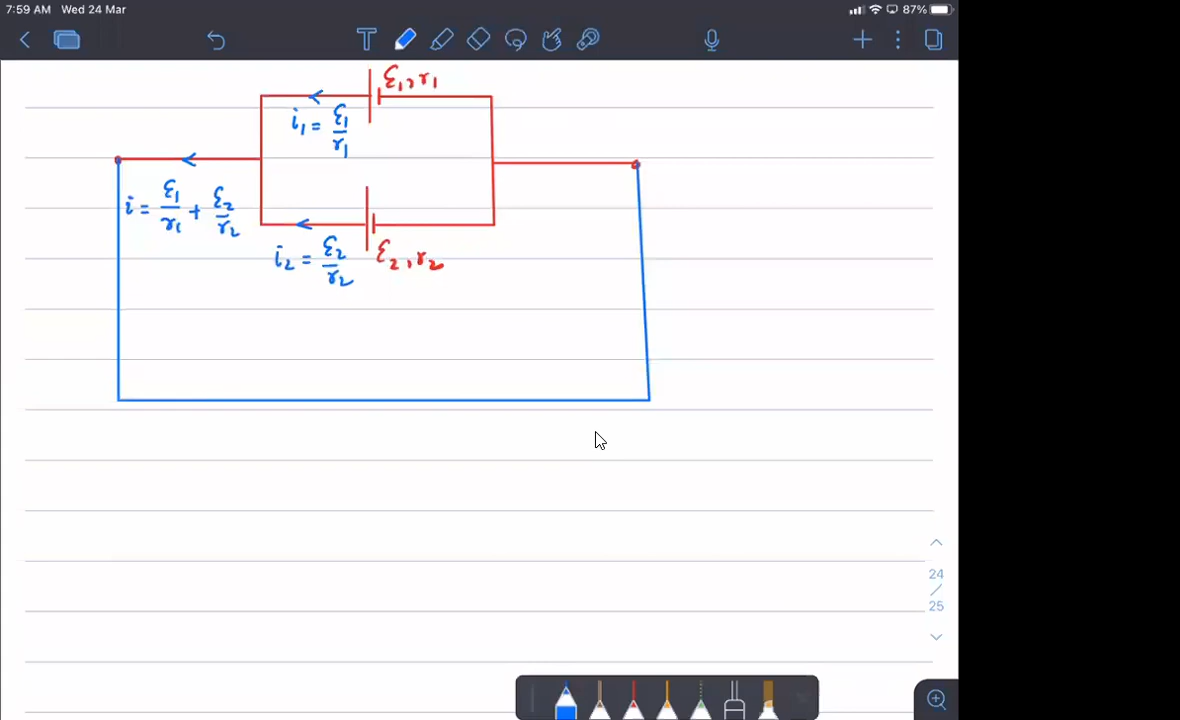 7:59 AM Wed 24 Mar 87%
T
ε₁, r₁
i₁ = ε₁/r₁
i = ε₁/r₁ + ε₂/r₂
i₂ = ε₂/r₂
ε₂, r₂
24
/
25